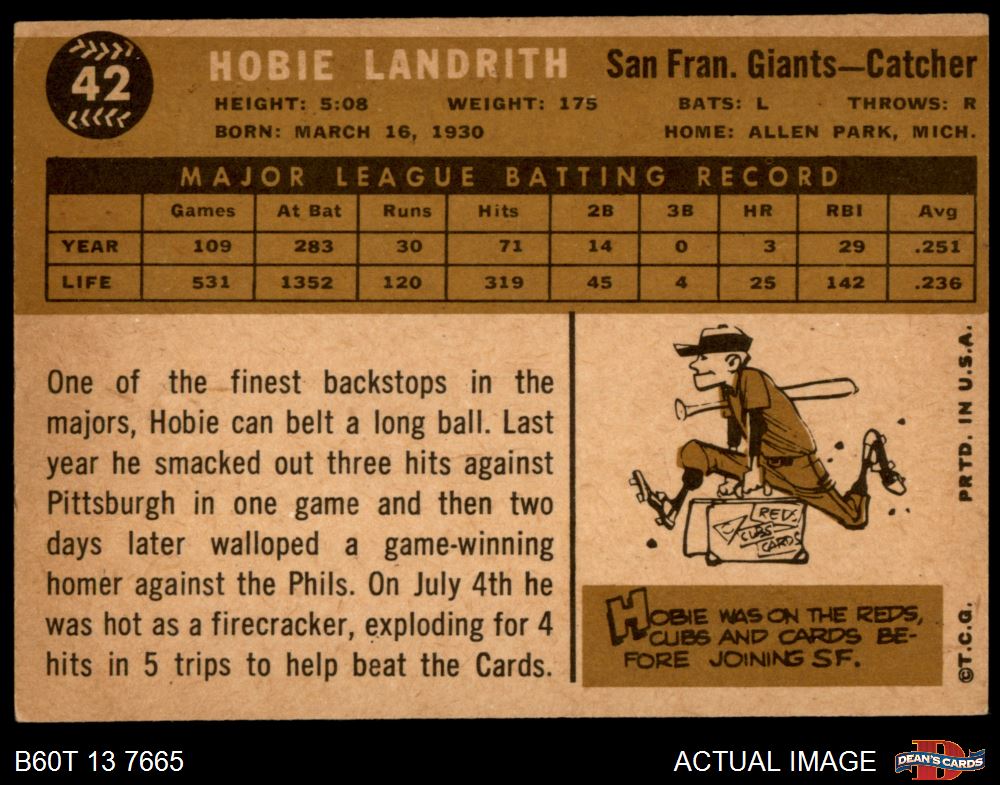 42
HOBIE LANDRITH San Fran. Giants—Catcher
HEIGHT: 5:08 WEIGHT: 175 BATS: L THROWS: R
BORN: MARCH 16, 1930 HOME: ALLEN PARK, MICH.
MAJOR LEAGUE BATTING RECORD
Games At Bat Runs Hits 2B 3B HR RBI Avg
YEAR 109 283 30 71 14 0 3 29 .251
LIFE 531 1352 120 319 45 4 25 142 .236
One of the finest backstops in the
majors, Hobie can belt a long ball. Last
year he smacked out three hits against
Pittsburgh in one game and then two
days later walloped a game-winning
homer against the Phils. On July 4th he
was hot as a firecracker, exploding for 4
hits in 5 trips to help beat the Cards.
REDS
CUBS
CARDS
HOBIE WAS ON THE REDS,
CUBS AND CARDS BE-
FORE JOINING SF.
PRTD. IN U.S.A.
©T.C.G.
B60T 13 7665
ACTUAL IMAGE
DEAN'S CARDS